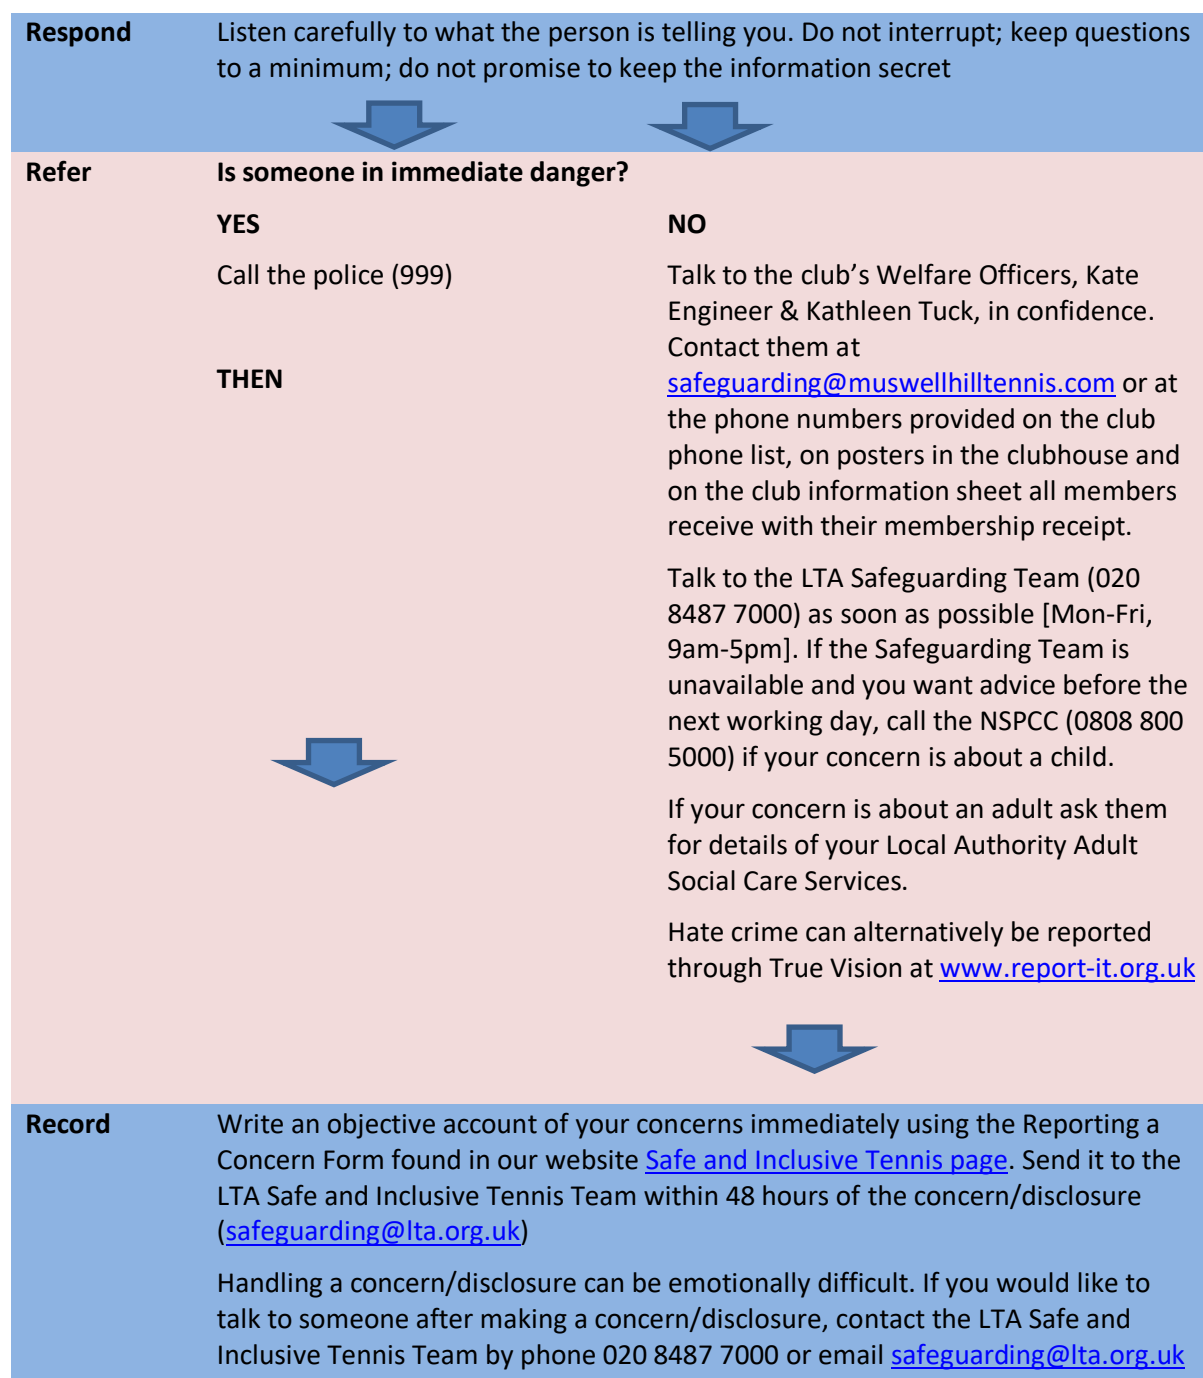 Respond
Listen carefully to what the person is telling you. Do not interrupt; keep questions
to a minimum; do not promise to keep the information secret
Refer
Is someone in immediate danger?
YES
Call the police (999)
THEN
NO
Talk to the club’s Welfare Officers, Kate
Engineer & Kathleen Tuck, in confidence.
Contact them at
safeguarding@muswellhilltennis.com or at
the phone numbers provided on the club
phone list, on posters in the clubhouse and
on the club information sheet all members
receive with their membership receipt.
Talk to the LTA Safeguarding Team (020
8487 7000) as soon as possible [Mon-Fri,
9am-5pm]. If the Safeguarding Team is
unavailable and you want advice before the
next working day, call the NSPCC (0808 800
5000) if your concern is about a child.
If your concern is about an adult ask them
for details of your Local Authority Adult
Social Care Services.
Hate crime can alternatively be reported
through True Vision at www.report-it.org.uk
Record
Write an objective account of your concerns immediately using the Reporting a
Concern Form found in our website Safe and Inclusive Tennis page. Send it to the
LTA Safe and Inclusive Tennis Team within 48 hours of the concern/disclosure
(safeguarding@lta.org.uk)
Handling a concern/disclosure can be emotionally difficult. If you would like to
talk to someone after making a concern/disclosure, contact the LTA Safe and
Inclusive Tennis Team by phone 020 8487 7000 or email safeguarding@lta.org.uk